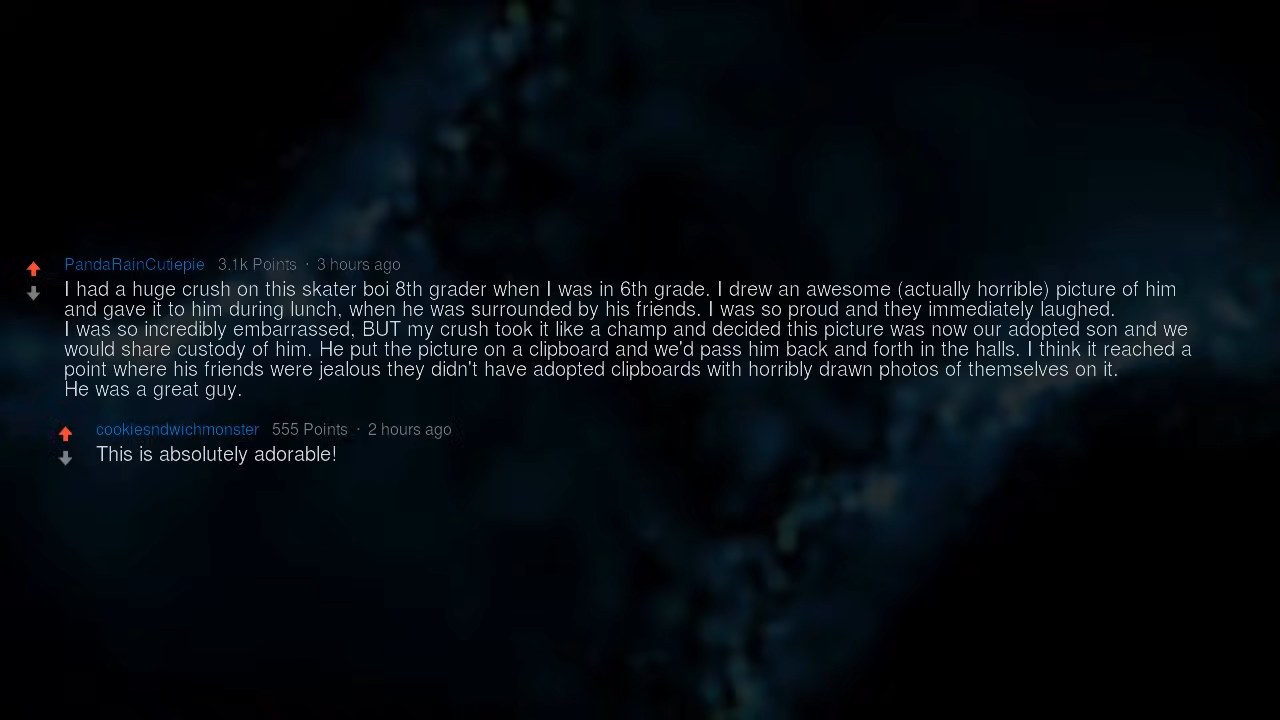 PandaRainCutiepie 3.1k Points · 3 hours ago
I had a huge crush on this skater boi 8th grader when I was in 6th grade. I drew an awesome (actually horrible) picture of him
and gave it to him during lunch, when he was surrounded by his friends. I was so proud and they immediately laughed.
I was so incredibly embarrassed, BUT my crush took it like a champ and decided this picture was now our adopted son and we
would share custody of him. He put the picture on a clipboard and we'd pass him back and forth in the halls. I think it reached a
point where his friends were jealous they didn't have adopted clipboards with horribly drawn photos of themselves on it.
He was a great guy.
cookiesndwichmonster 555 Points · 2 hours ago
This is absolutely adorable!